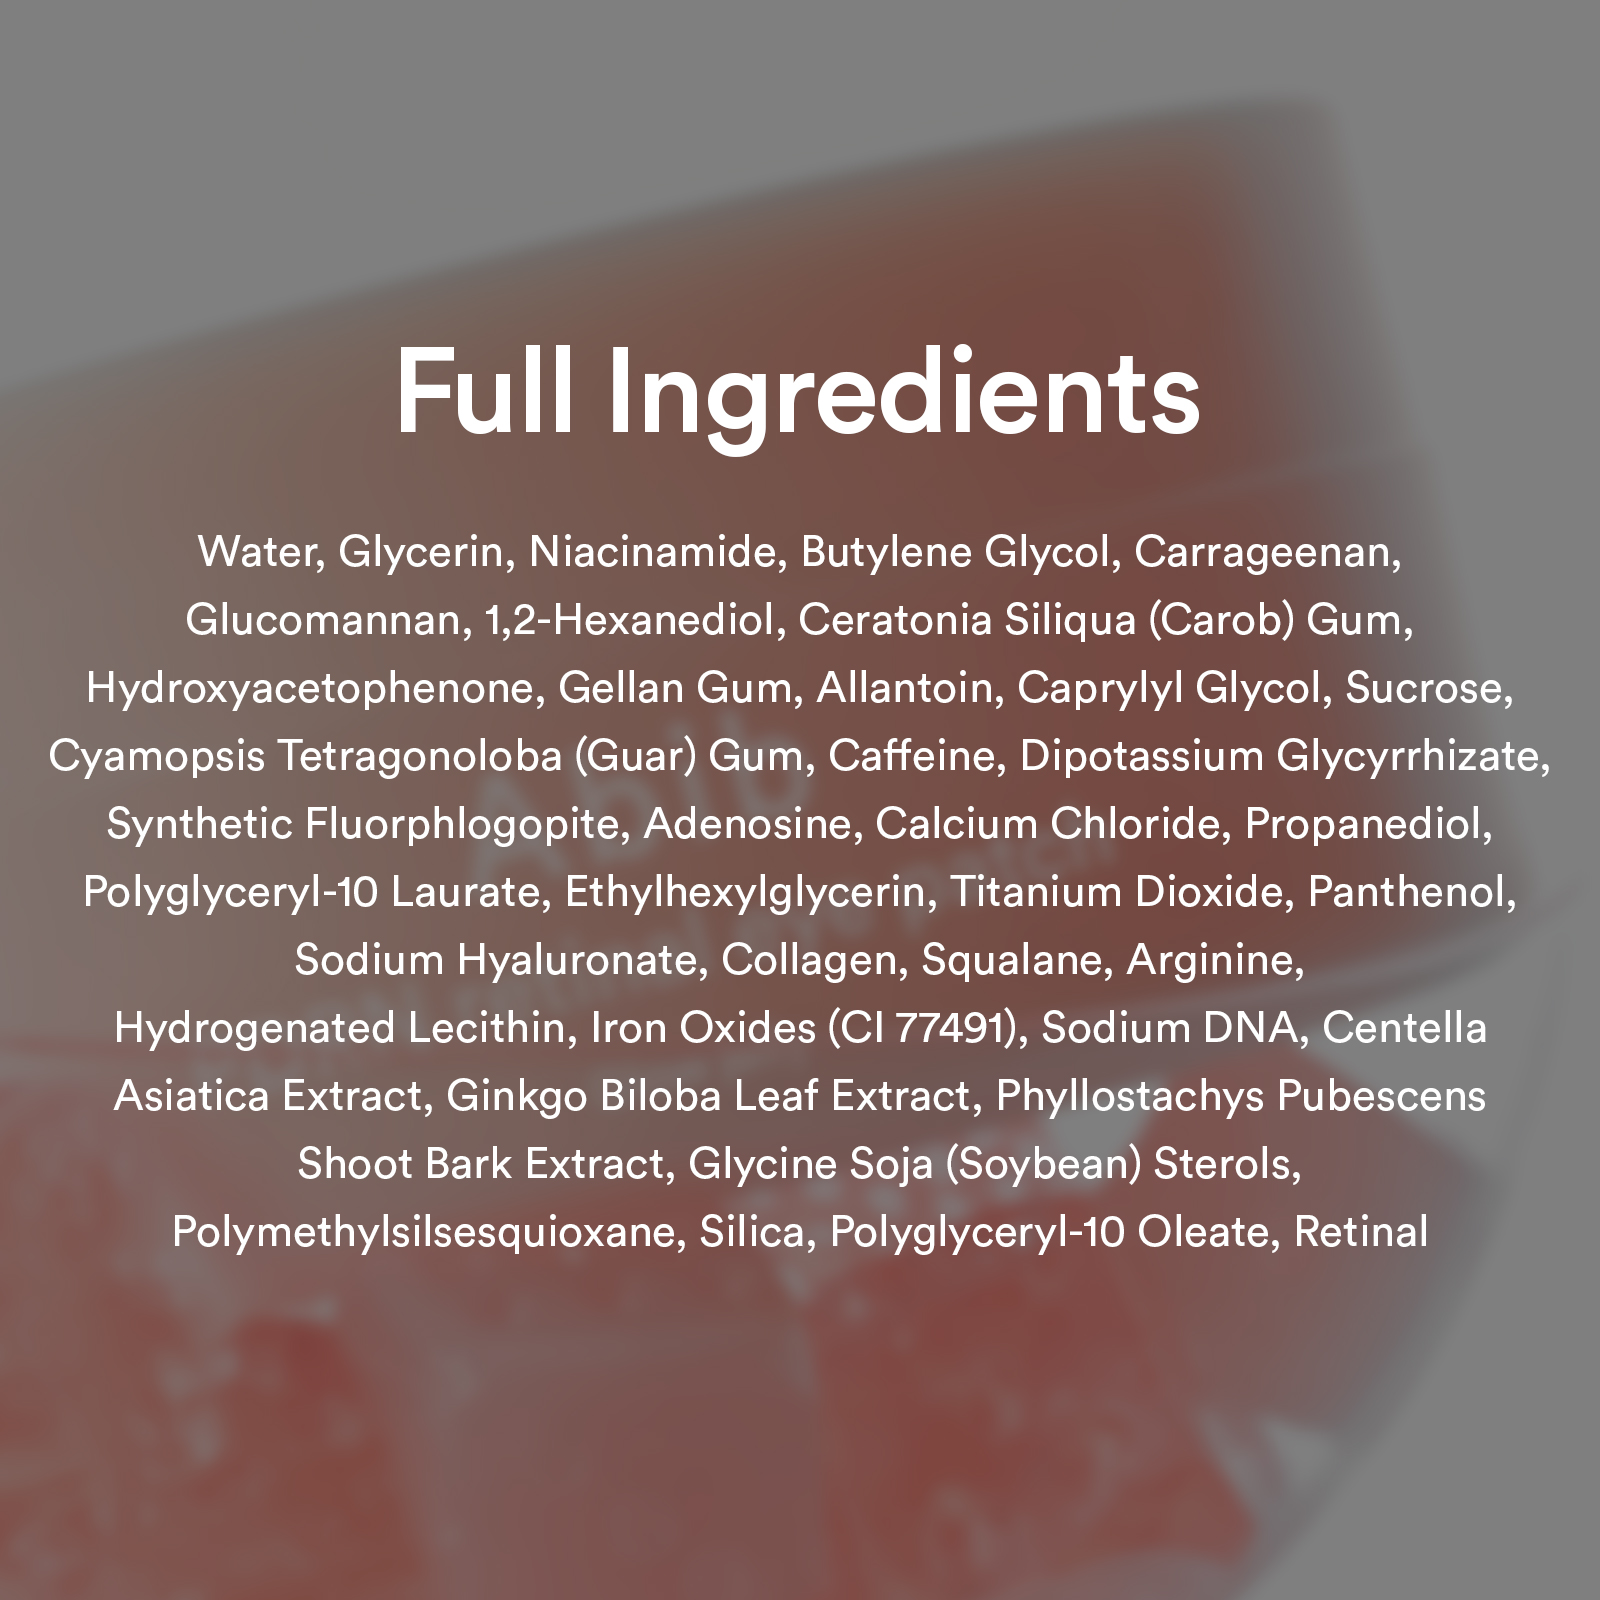 Full Ingredients
Water, Glycerin, Niacinamide, Butylene Glycol, Carrageenan,
Glucomannan, 1,2-Hexanediol, Ceratonia Siliqua (Carob) Gum,
Hydroxyacetophenone, Gellan Gum, Allantoin, Caprylyl Glycol, Sucrose,
Cyamopsis Tetragonoloba (Guar) Gum, Caffeine, Dipotassium Glycyrrhizate,
Synthetic Fluorphlogopite, Adenosine, Calcium Chloride, Propanediol,
Polyglyceryl-10 Laurate, Ethylhexylglycerin, Titanium Dioxide, Panthenol,
Sodium Hyaluronate, Collagen, Squalane, Arginine,
Hydrogenated Lecithin, Iron Oxides (CI 77491), Sodium DNA, Centella
Asiatica Extract, Ginkgo Biloba Leaf Extract, Phyllostachys Pubescens
Shoot Bark Extract, Glycine Soja (Soybean) Sterols,
Polymethylsilsesquioxane, Silica, Polyglyceryl-10 Oleate, Retinal
Abib
retinal eye patch